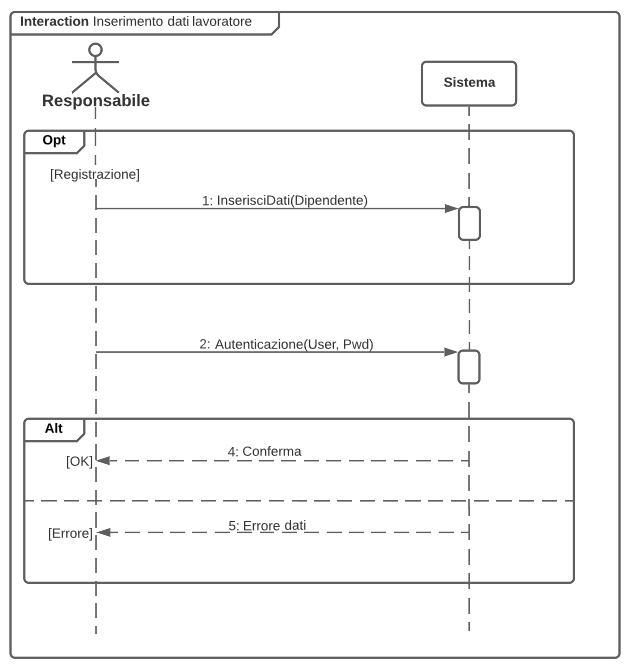 Interaction Inserimento dati lavoratore
Responsabile
Sistema
Opt
[Registrazione]
1: InserisciDati(Dipendente)
2: Autenticazione(User, Pwd)
Alt
[OK]
4: Conferma
[Errore]
5: Errore dati